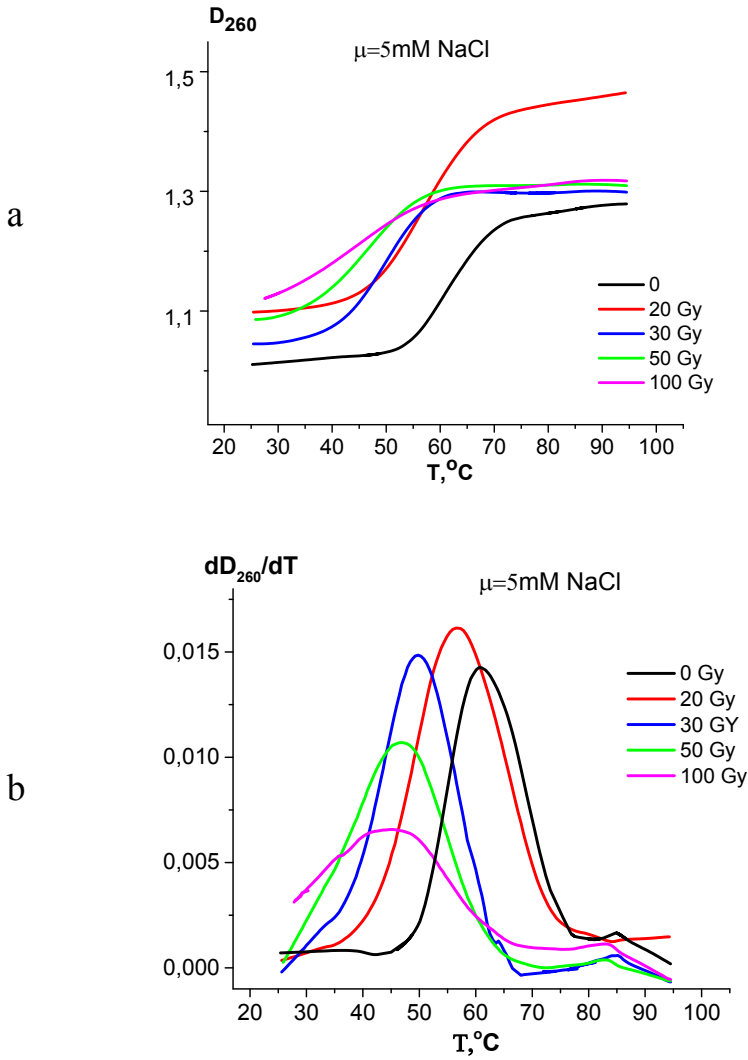 D260
μ=5mM NaCl
1,5
1,3
1,1
a
0
20 Gy
30 Gy
50 Gy
100 Gy
20 30 40 50 60 70 80 90 100
T,°C
dD260/dT
μ=5mM NaCl
0,015
0,010
0,005
0,000
b
0 Gy
20 Gy
30 GY
50 Gy
100 Gy
20 30 40 50 60 70 80 90 100
T,°C